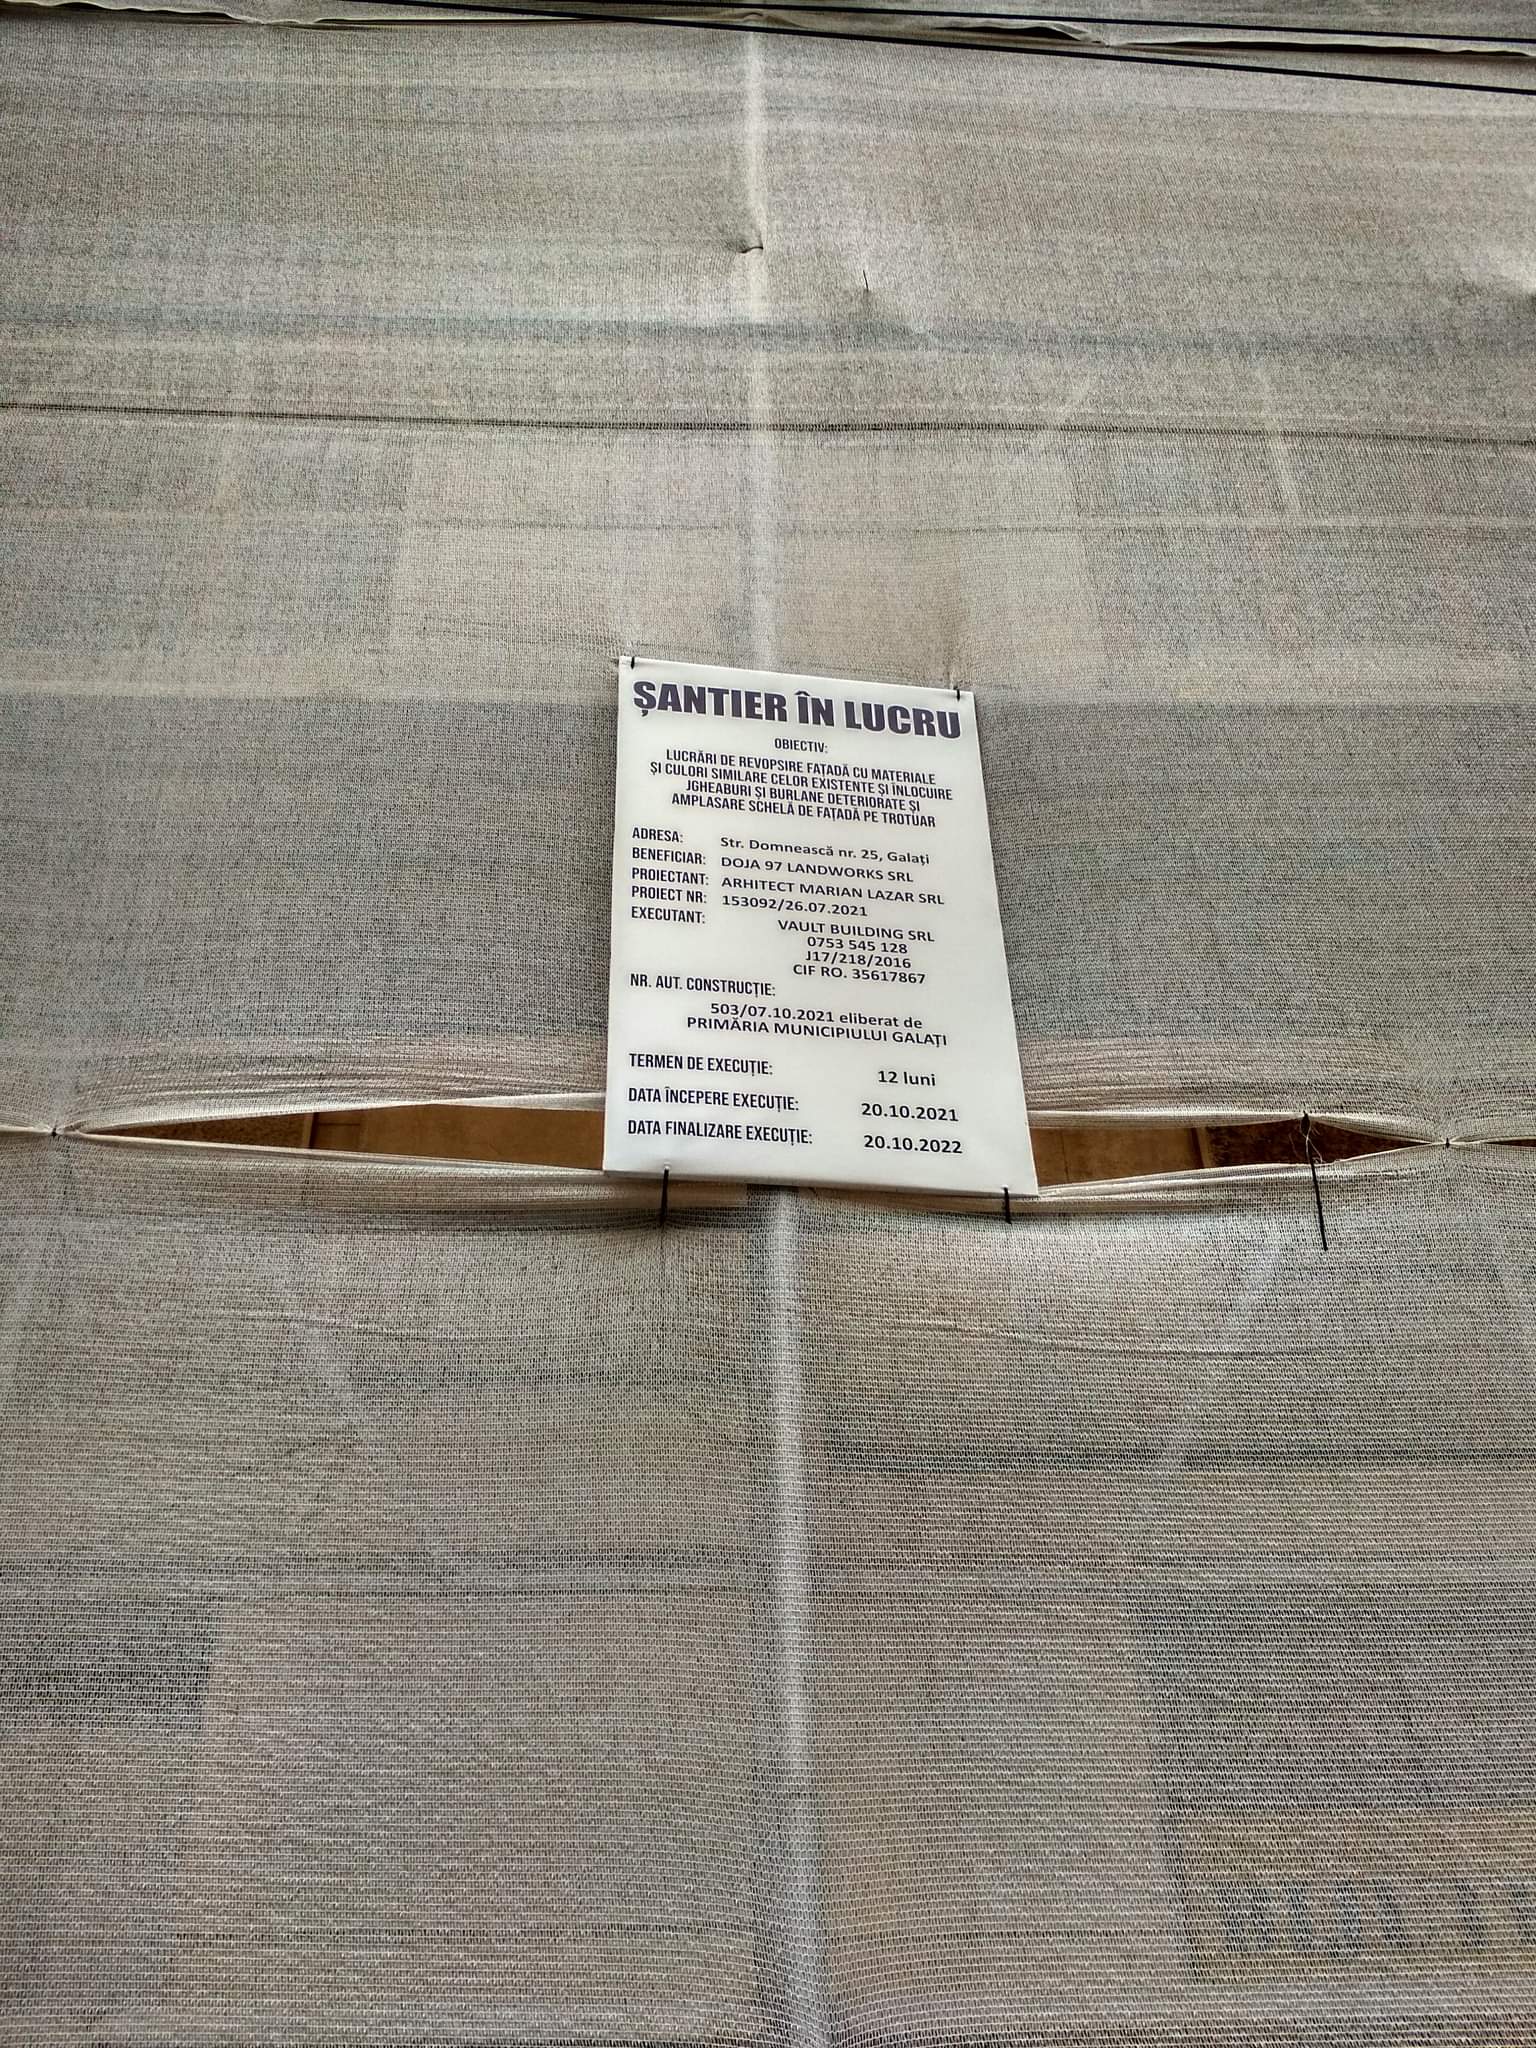 ȘANTIER ÎN LUCRU
OBIECTIV:
LUCRĂRI DE REVOPSIRE FAȚADĂ CU MATERIALE
ȘI CULORI SIMILARE CELOR EXISTENTE ȘI ÎNLOCUIRE
JGHEABURI ȘI BURLANE DETERIORATE ȘI
AMPLASARE SCHELĂ DE FAȚADĂ PE TROTUAR
ADRESA: Str. Domnească nr. 25, Galați
BENEFICIAR: DOJA 97 LANDWORKS SRL
PROIECTANT: ARHITECT MARIAN LAZAR SRL
PROIECT NR: 153092/26.07.2021
EXECUTANT: VAULT BUILDING SRL
0753 545 128
J17/218/2016
CIF RO. 35617867
NR. AUT. CONSTRUCȚIE:
503/07.10.2021 eliberat de
PRIMĂRIA MUNICIPIULUI GALAȚI
TERMEN DE EXECUȚIE: 12 luni
DATA ÎNCEPERE EXECUȚIE: 20.10.2021
DATA FINALIZARE EXECUȚIE: 20.10.2022